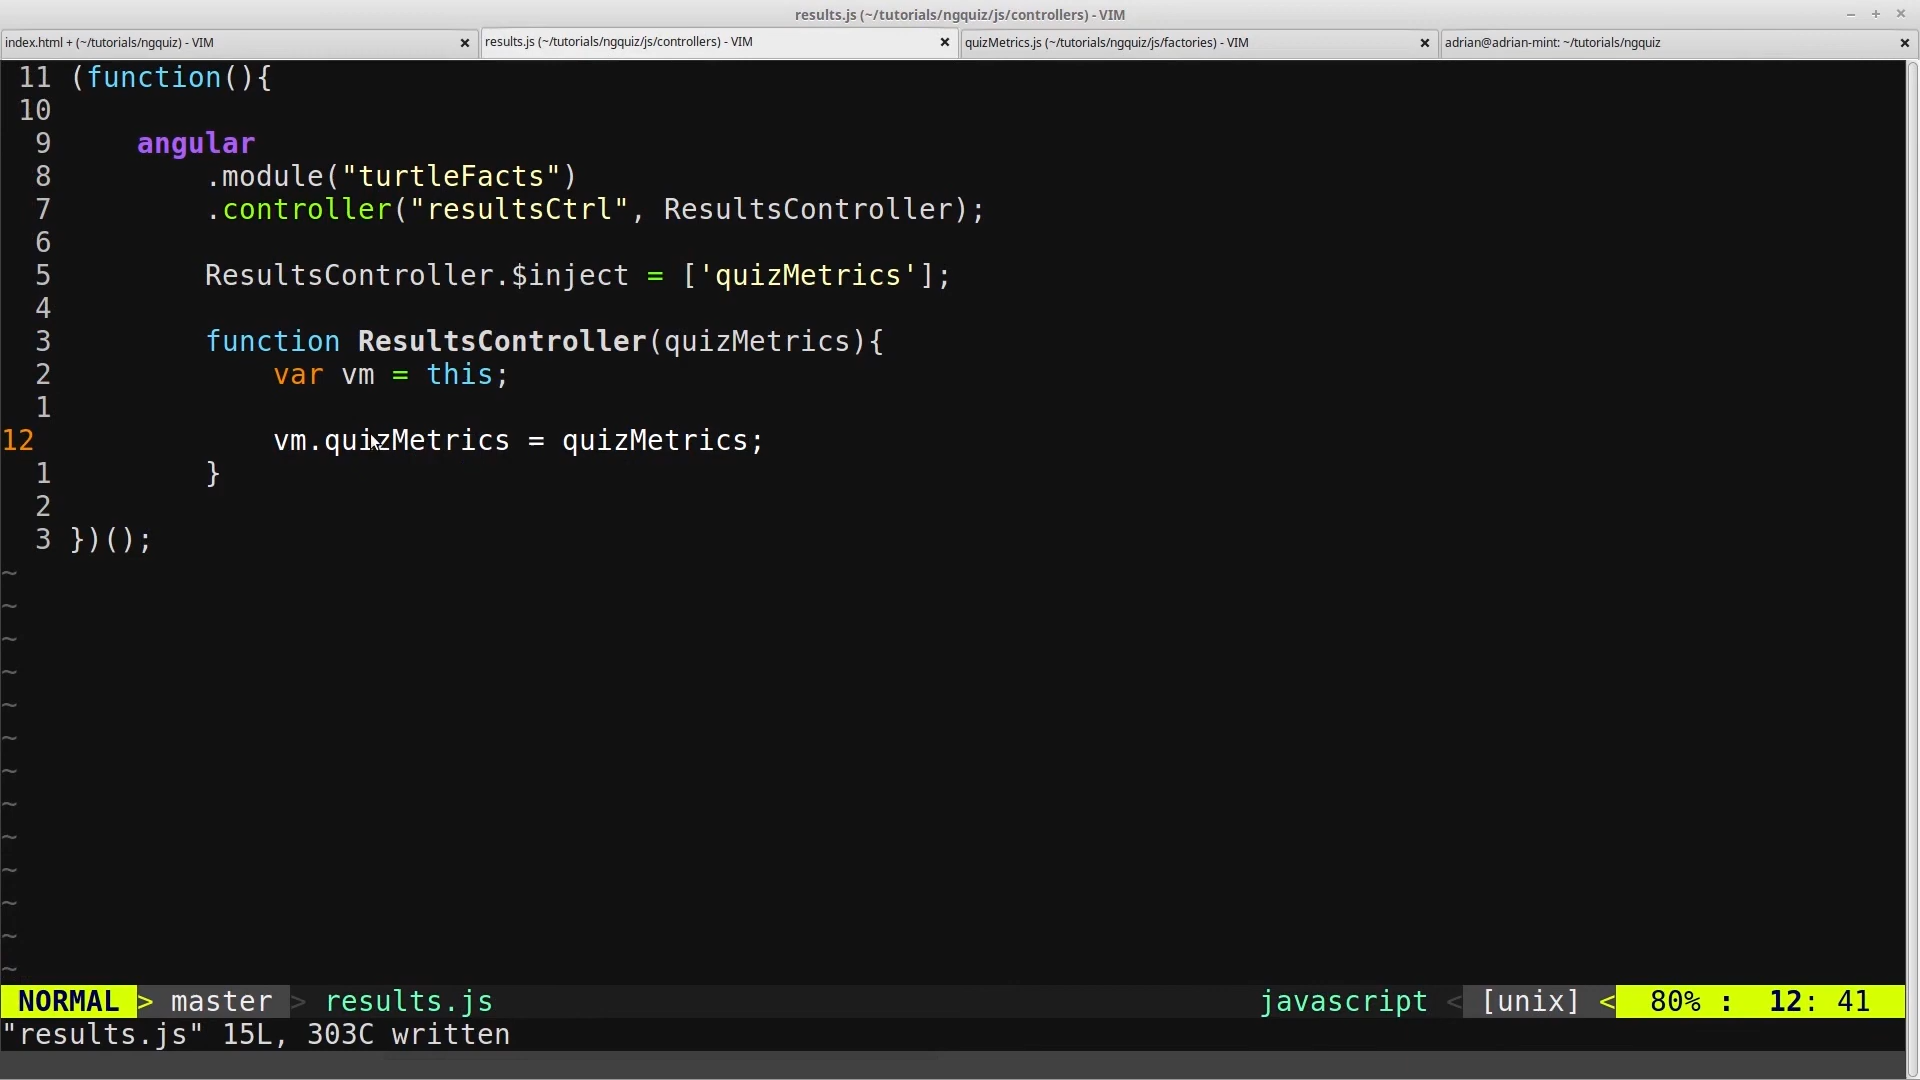 results.js (~/tutorials/ngquiz/js/controllers) - VIM
index.html + (~/tutorials/ngquiz) - VIM
results.js (~/tutorials/ngquiz/js/controllers) - VIM
quizMetrics.js (~/tutorials/ngquiz/js/factories) - VIM
adrian@adrian-mint: ~/tutorials/ngquiz
11 (function(){
10
9     angular
8         .module("turtleFacts")
7         .controller("resultsCtrl", ResultsController);
6
5         ResultsController.$inject = ['quizMetrics'];
4
3         function ResultsController(quizMetrics){
2             var vm = this;
1
12             vm.quizMetrics = quizMetrics;
1         }
2
3 })();
~
~
~
~
~
~
~
~
~
~
~
~
~
NORMAL > master > results.js javascript < [unix] < 80% : 12: 41
"results.js" 15L, 303C written